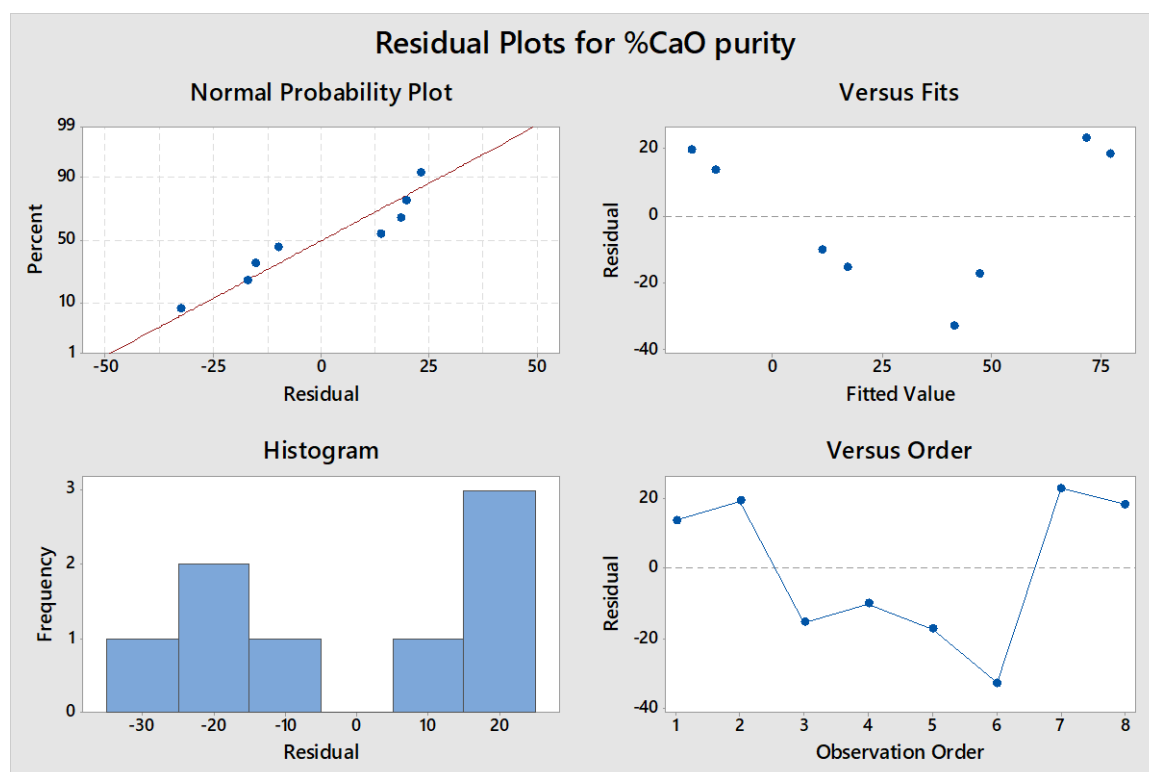 Residual Plots for %CaO purity
Normal Probability Plot
99
90
50
10
1
Percent
-50 -25 0 25 50
Residual
Versus Fits
20
0
-20
-40
Residual
0 25 50 75
Fitted Value
Histogram
3
2
1
0
Frequency
-30 -20 -10 0 10 20
Residual
Versus Order
20
0
-20
-40
Residual
1 2 3 4 5 6 7 8
Observation Order